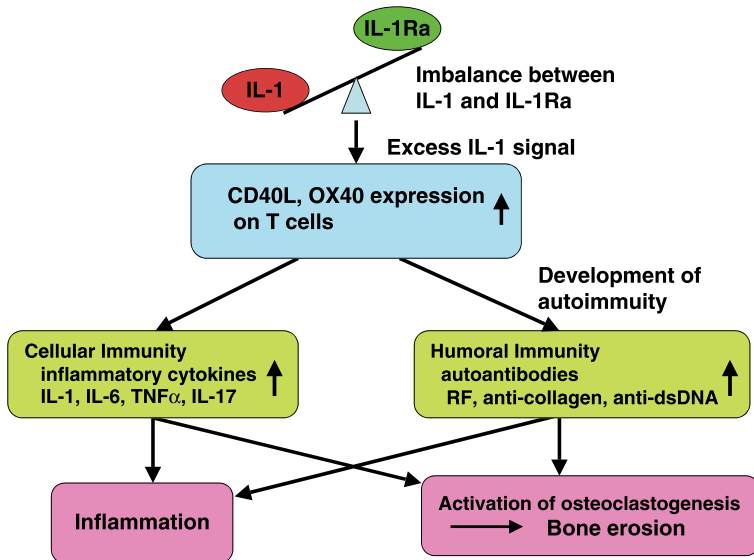 IL-1Ra
IL-1
Imbalance between
IL-1 and IL-1Ra
Excess IL-1 signal
CD40L, OX40 expression
on T cells
Development of
autoimmuity
Cellular Immunity
inflammatory cytokines
IL-1, IL-6, TNFα, IL-17
Humoral Immunity
autoantibodies
RF, anti-collagen, anti-dsDNA
Inflammation
Activation of osteoclastogenesis
Bone erosion